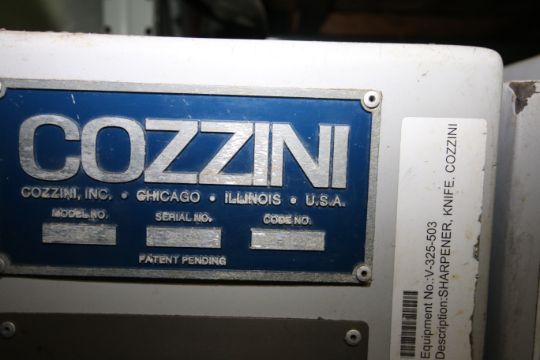 COZZINI
COZZINI, INC. • CHICAGO • ILLINOIS • U.S.A.
MODEL NO. SERIAL NO. CODE NO.
PATENT PENDING
Equipment No.:V-325-503
Description:SHARPENER, KNIFE, COZZINI